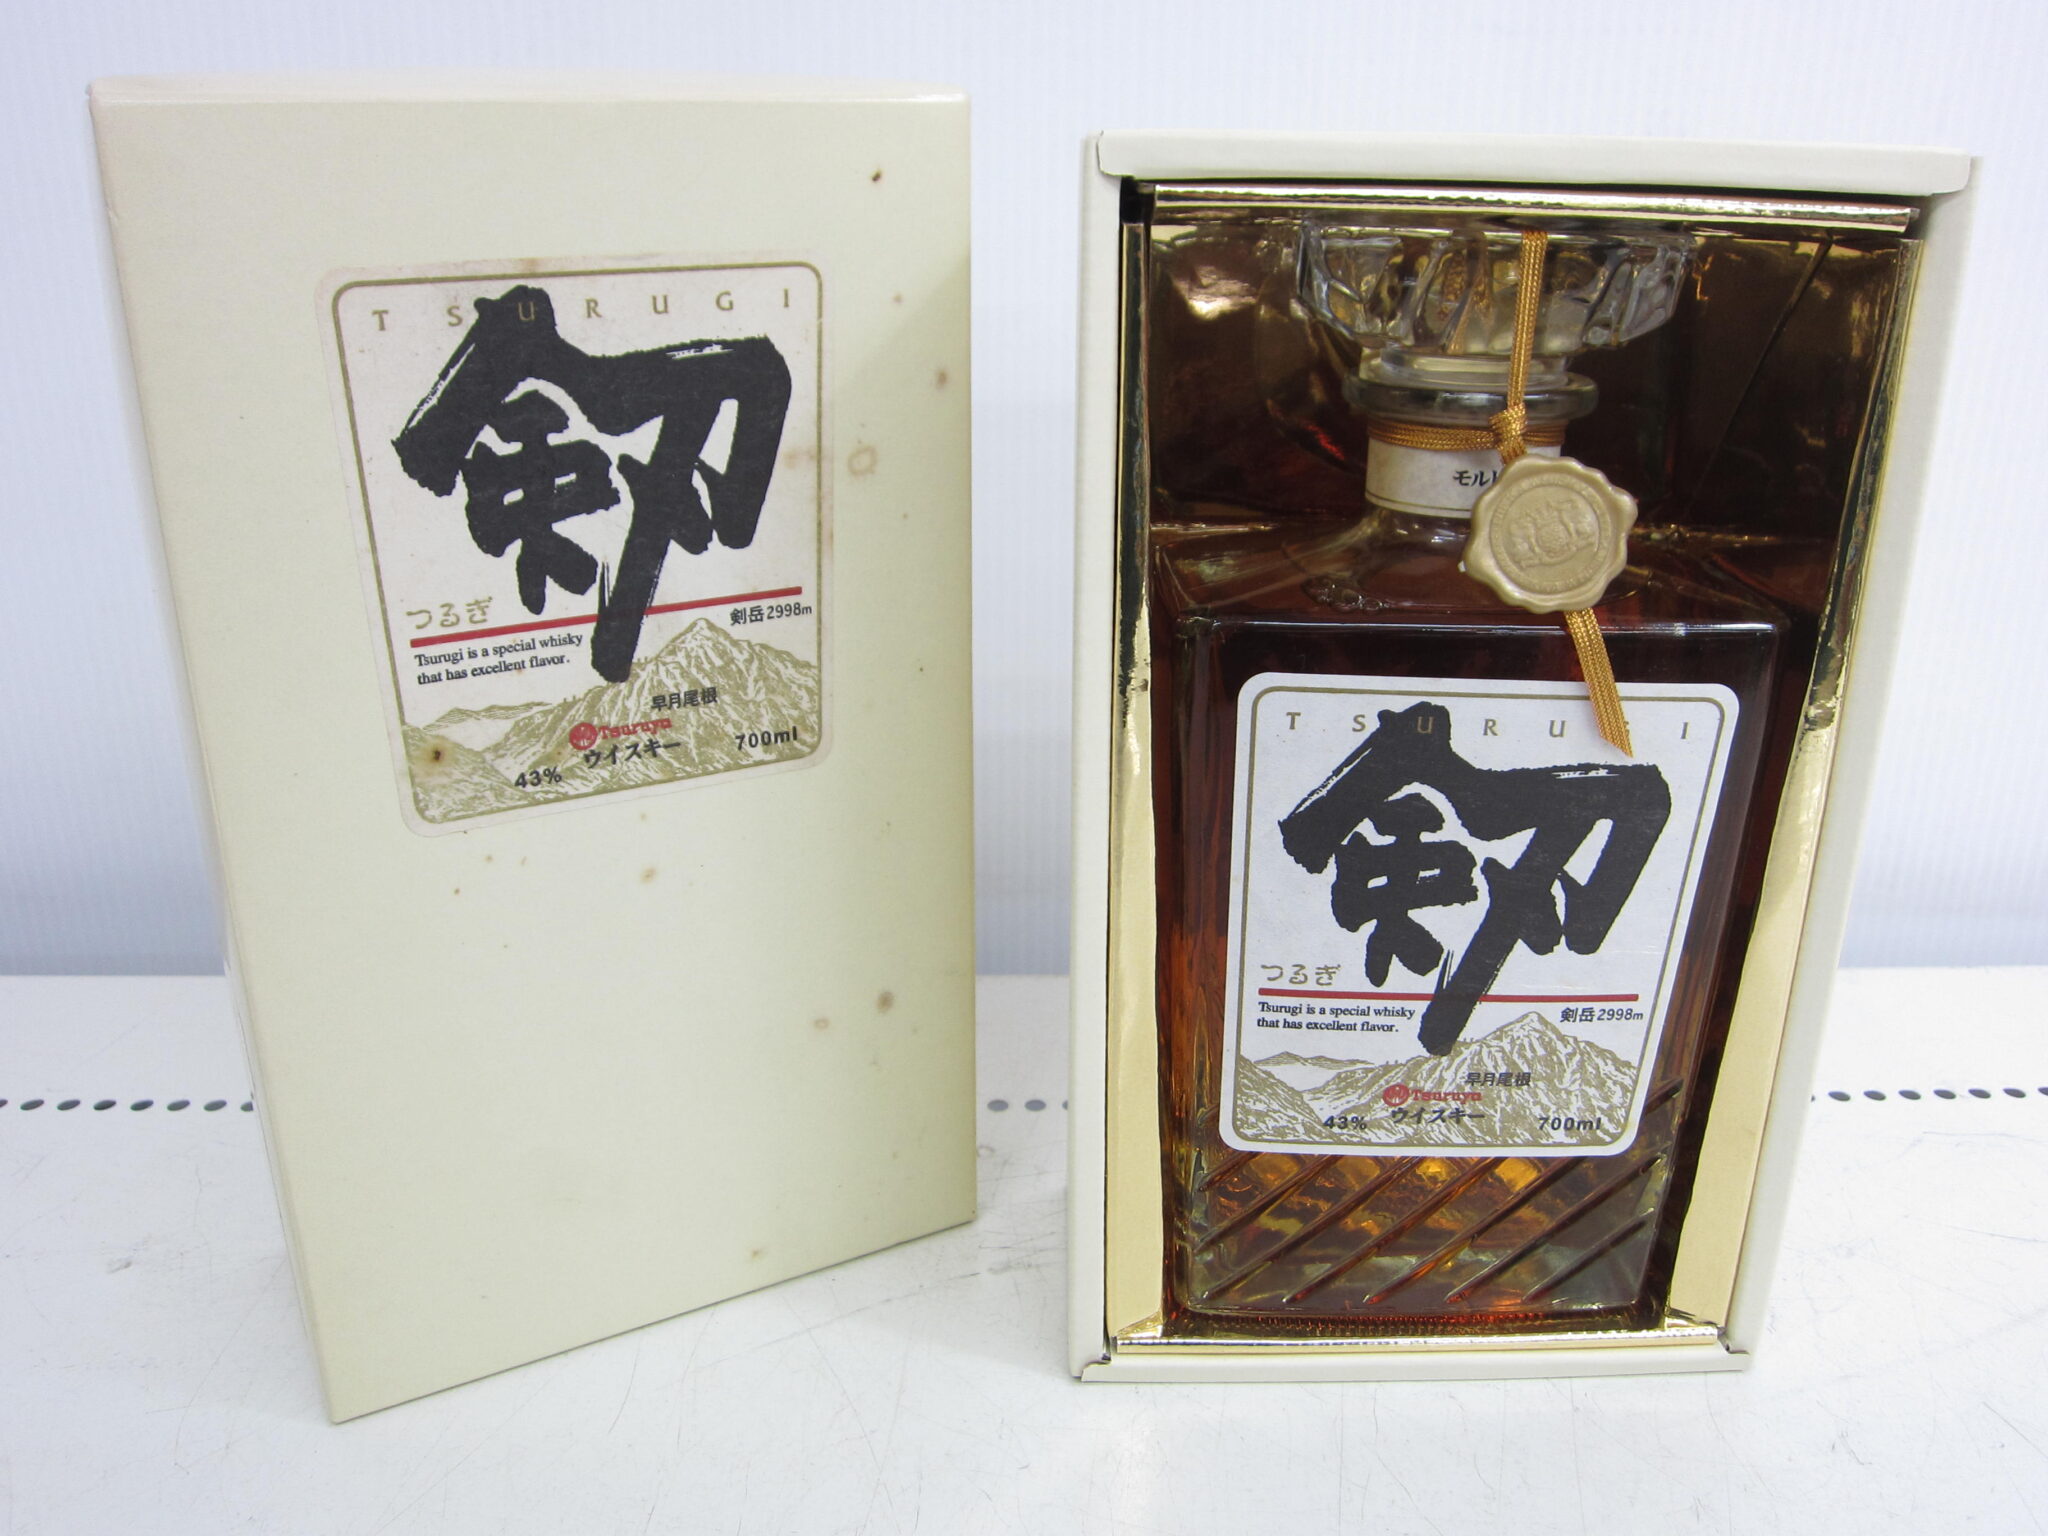 TSURUGI
剱
つるぎ
剣岳2998m
Tsurugi is a special whisky
that has excellent flavor.
早月尾根
Tsuruya
ウイスキー
43%
700ml
モル
TSURUGI
剱
つるぎ
Tsurugi is a special whisky
that has excellent flavor.
剣岳2998m
早月尾根
Tsuruya
ウイスキー
43%
700ml